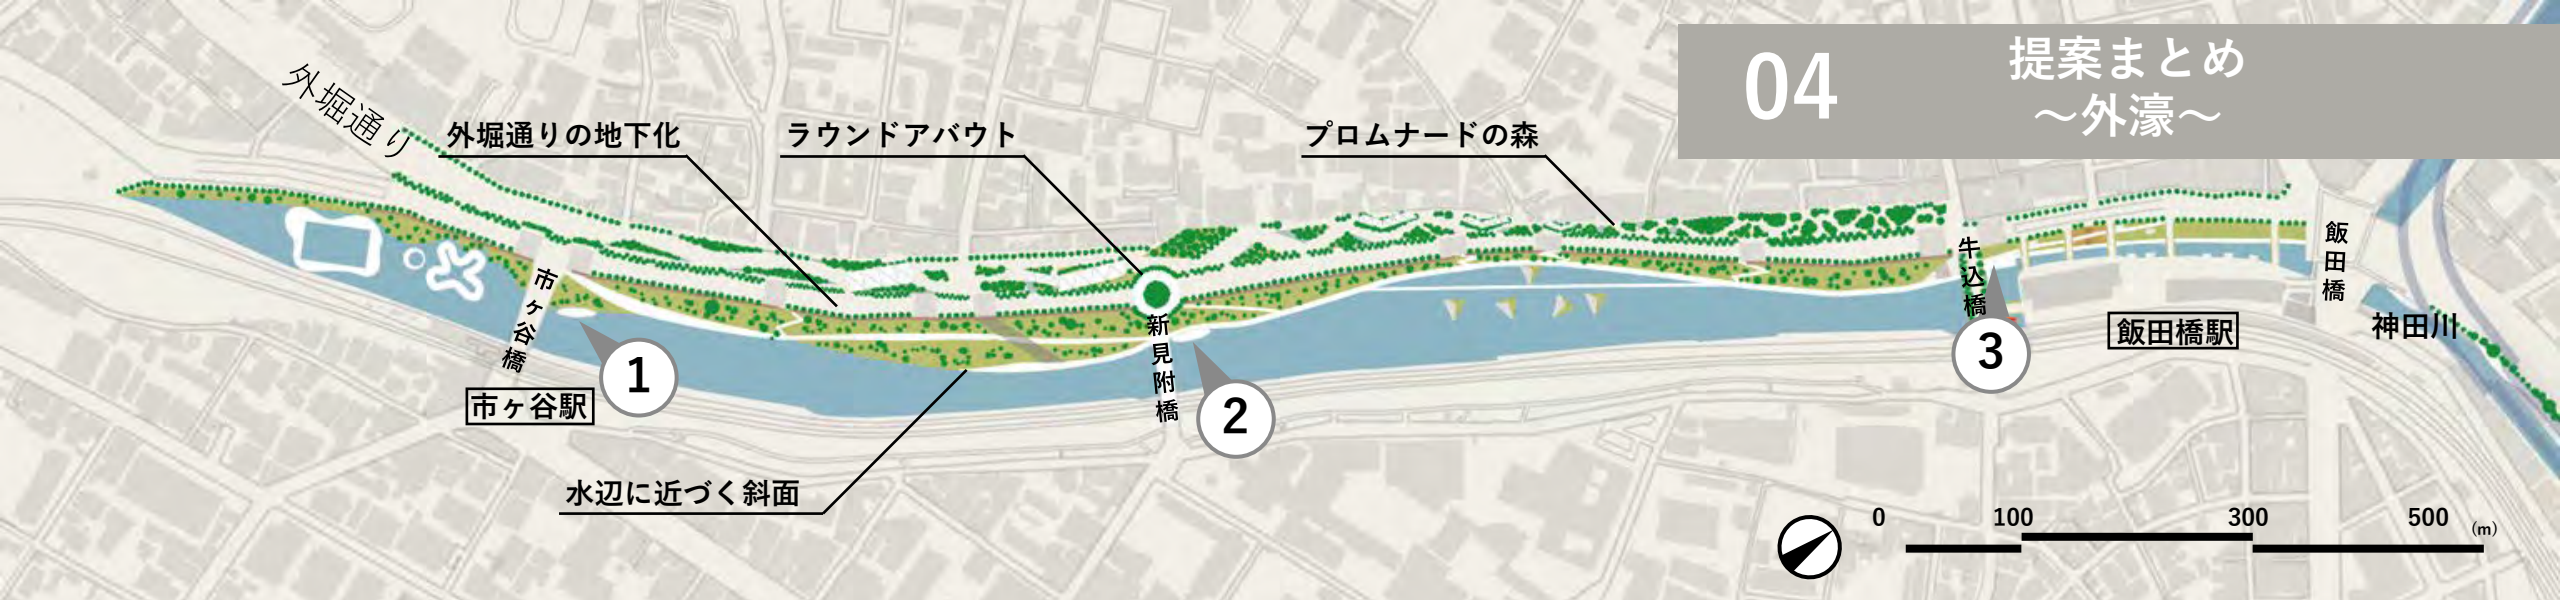 04
提案まとめ
～外濠～
外堀通り
外堀通りの地下化
ラウンドアバウト
プロムナードの森
市ヶ谷橋
新見附橋
牛込橋
飯田橋
神田川
飯田橋駅
市ヶ谷駅
1
2
3
水辺に近づく斜面
0 100 300 500 (m)